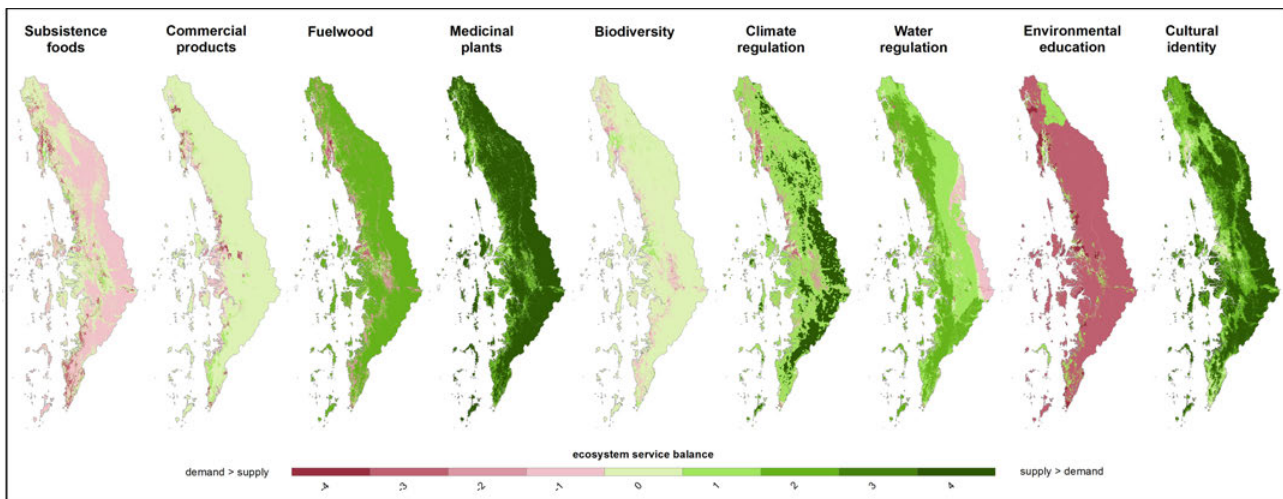 Subsistence foods
Commercial products
Fuelwood
Medicinal plants
Biodiversity
Climate regulation
Water regulation
Environmental education
Cultural identity
ecosystem service balance
demand > supply
supply > demand
-4 -3 -2 -1 0 1 2 3 4